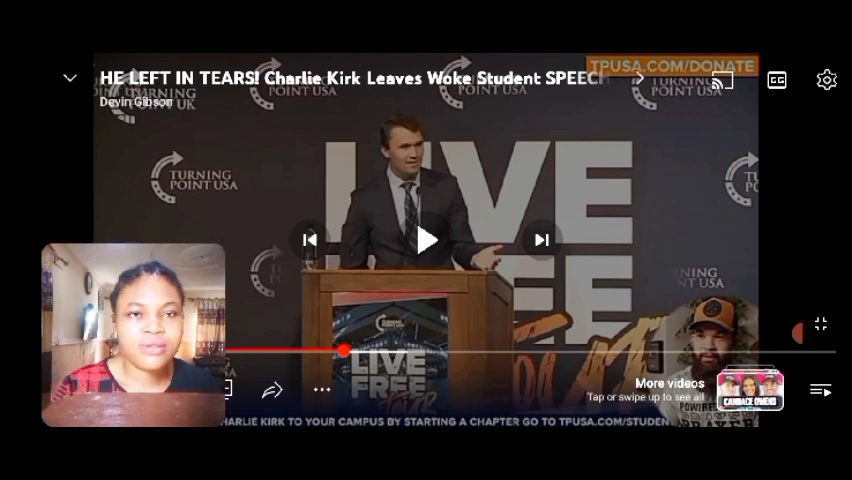 TPUSA.COM/DONATE
HE LEFT IN TEARS! Charlie Kirk Leaves Woke Student SPEECH
Devin Gibson
TURNING POINT UK
POINT USA
POINT USA
TURNING
POINT USA
TURNING
POINT USA
LIVE
FREE
TURNING
POINT USA
LIVE
FREE
TOUR
More videos
Tap or swipe up to see all
CANDACE OWENS
POWERED
PRAYER
CHARLIE KIRK TO YOUR CAMPUS BY STARTING A CHAPTER GO TO TPUSA.COM/STUDEN